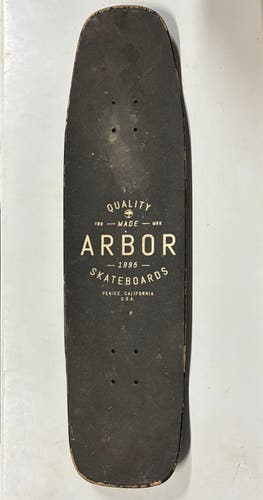 QUALITY
TRD — MADE — MRK
ARBOR
— 1995 —
SKATEBOARDS
VENICE, CALIFORNIA
U.S.A.